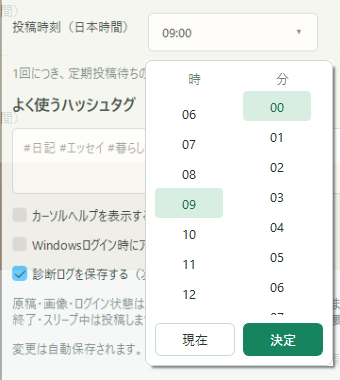 投稿時刻（日本時間）
09:00
1回につき、定期投稿待ちの
よく使うハッシュタグ
#日記 #エッセイ #暮らし
カーソルヘルプを表示する
Windowsログイン時にア
診断ログを保存する（
原稿・画像・ログイン状態は
終了・スリープ中は投稿しま
変更は自動保存されます。
時 分
06 00
07 01
08 02
09 03
10 04
11 05
12 06
現在 決定